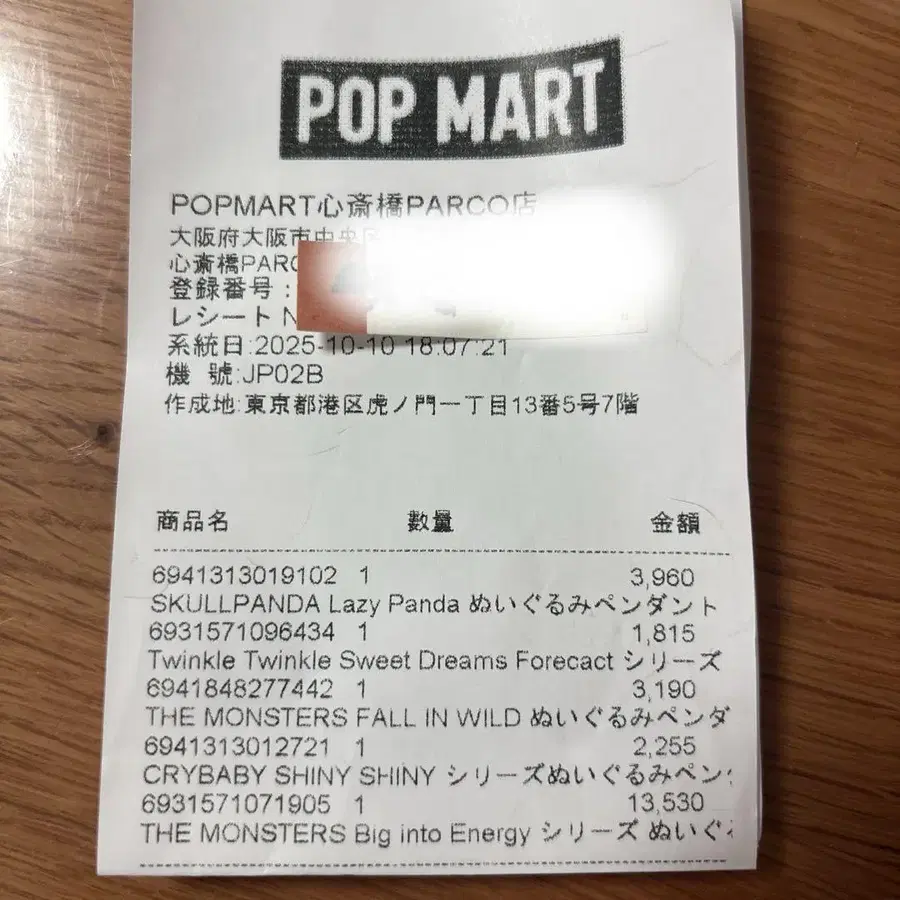 POP MART
POPMART心斎橋PARCO店
大阪府大阪市中央区
心斎橋PARC
登録番号:
レシート N
系統日:2025-10-10 18:07:21
機 號:JP02B
作成地:東京都港区虎ノ門一丁目13番5号7階
商品名 數量 金額
6941313019102 1 3,960
SKULLPANDA Lazy Panda ぬいぐるみペンダント
6931571096434 1 1,815
Twinkle Twinkle Sweet Dreams Forecact シリーズ
6941848277442 1 3,190
THE MONSTERS FALL IN WILD ぬいぐるみペンダ
6941313012721 1 2,255
CRYBABY SHINY SHINY シリーズぬいぐるみペン
6931571071905 1 13,530
THE MONSTERS Big into Energy シリーズ ぬいぐ